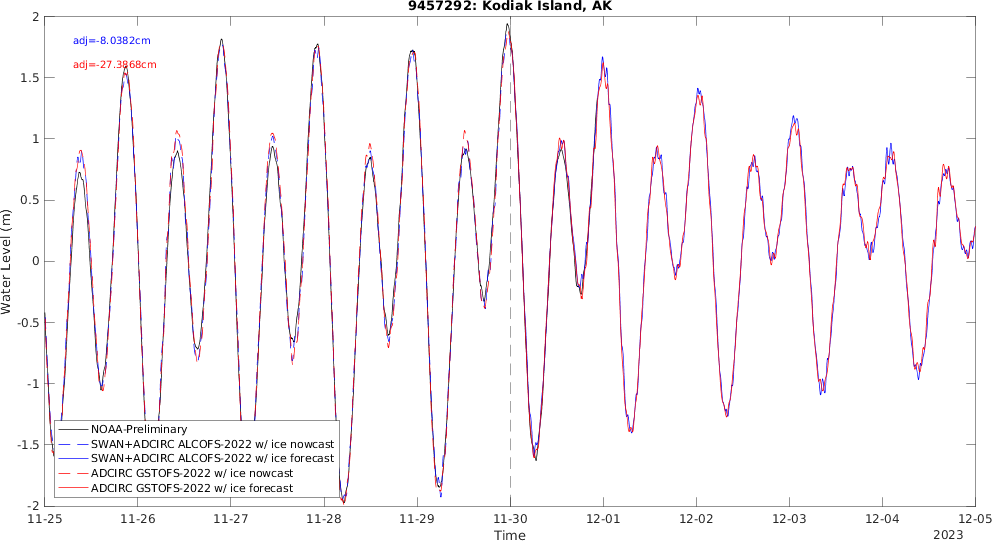 9457292: Kodiak Island, AK
adj=-8.0382cm
adj=-27.3868cm
Water Level (m)
2
1.5
1
0.5
0
-0.5
-1
-1.5
-2
NOAA-Preliminary
SWAN+ADCIRC ALCOFS-2022 w/ ice nowcast
SWAN+ADCIRC ALCOFS-2022 w/ ice forecast
ADCIRC GSTOFS-2022 w/ ice nowcast
ADCIRC GSTOFS-2022 w/ ice forecast
11-25 11-26 11-27 11-28 11-29 11-30 12-01 12-02 12-03 12-04 12-05
Time
2023